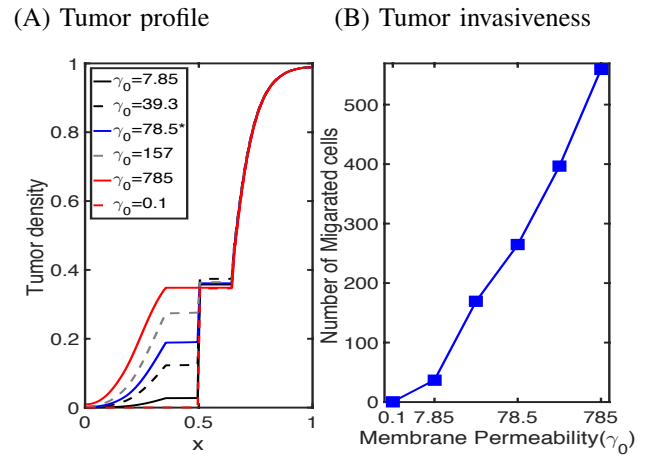 (A) Tumor profile
(B) Tumor invasiveness
Tumor density
1
0.8
0.6
0.4
0.2
0
γ₀=7.85
γ₀=39.3
γ₀=78.5*
γ₀=157
γ₀=785
γ₀=0.1
0
0.5
1
x
Number of Migarated cells
500
400
300
200
100
0
0.1
7.85
78.5
785
Membrane Permeability(γ₀)